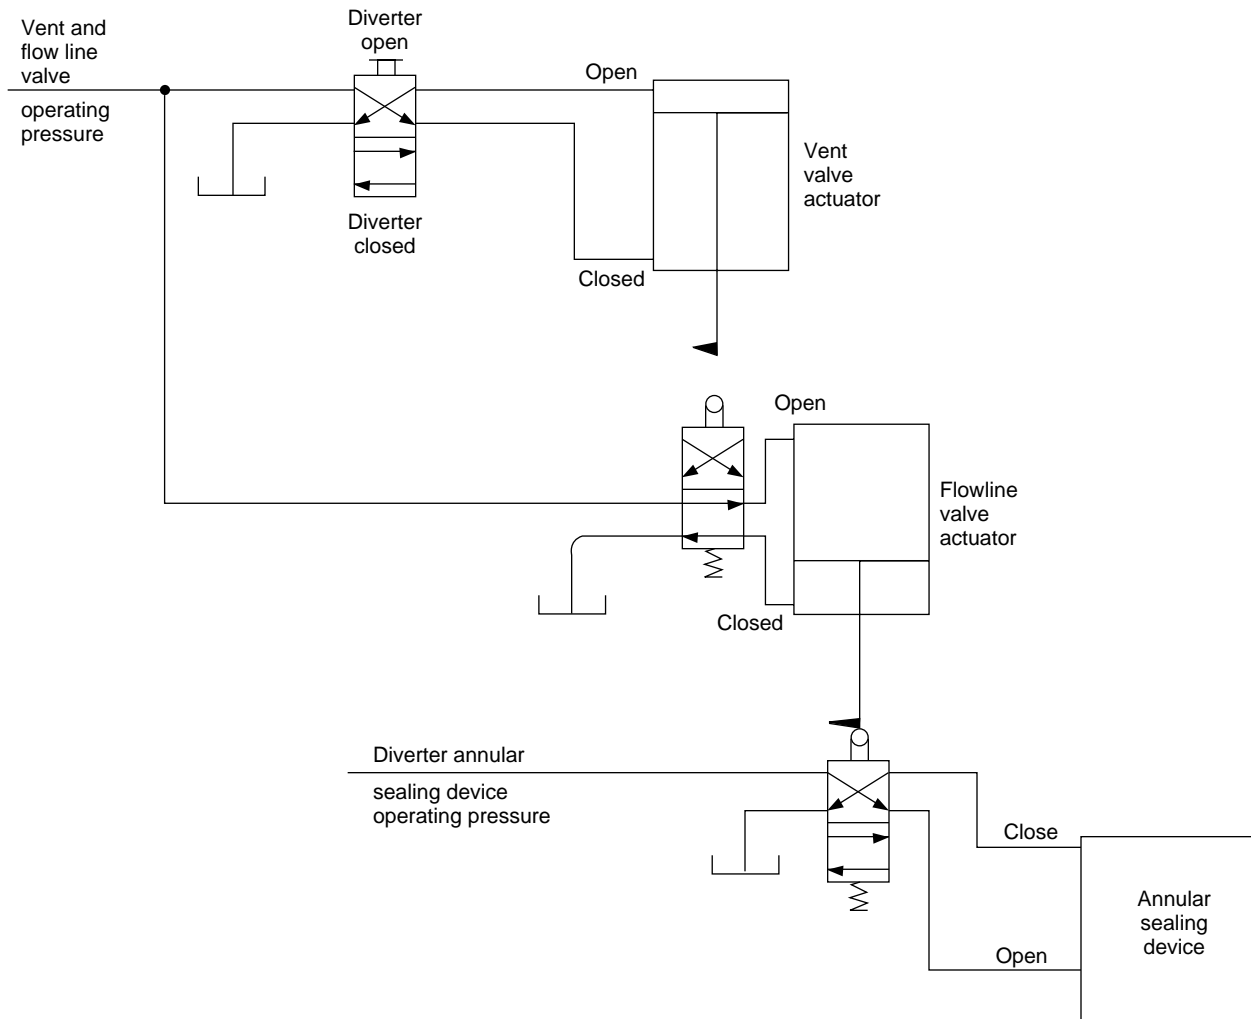 Vent and
flow line
valve
operating
pressure
Diverter
open
Diverter
closed
Open
Closed
Vent
valve
actuator
Open
Closed
Flowline
valve
actuator
Diverter annular
sealing device
operating pressure
Close
Open
Annular
sealing
device